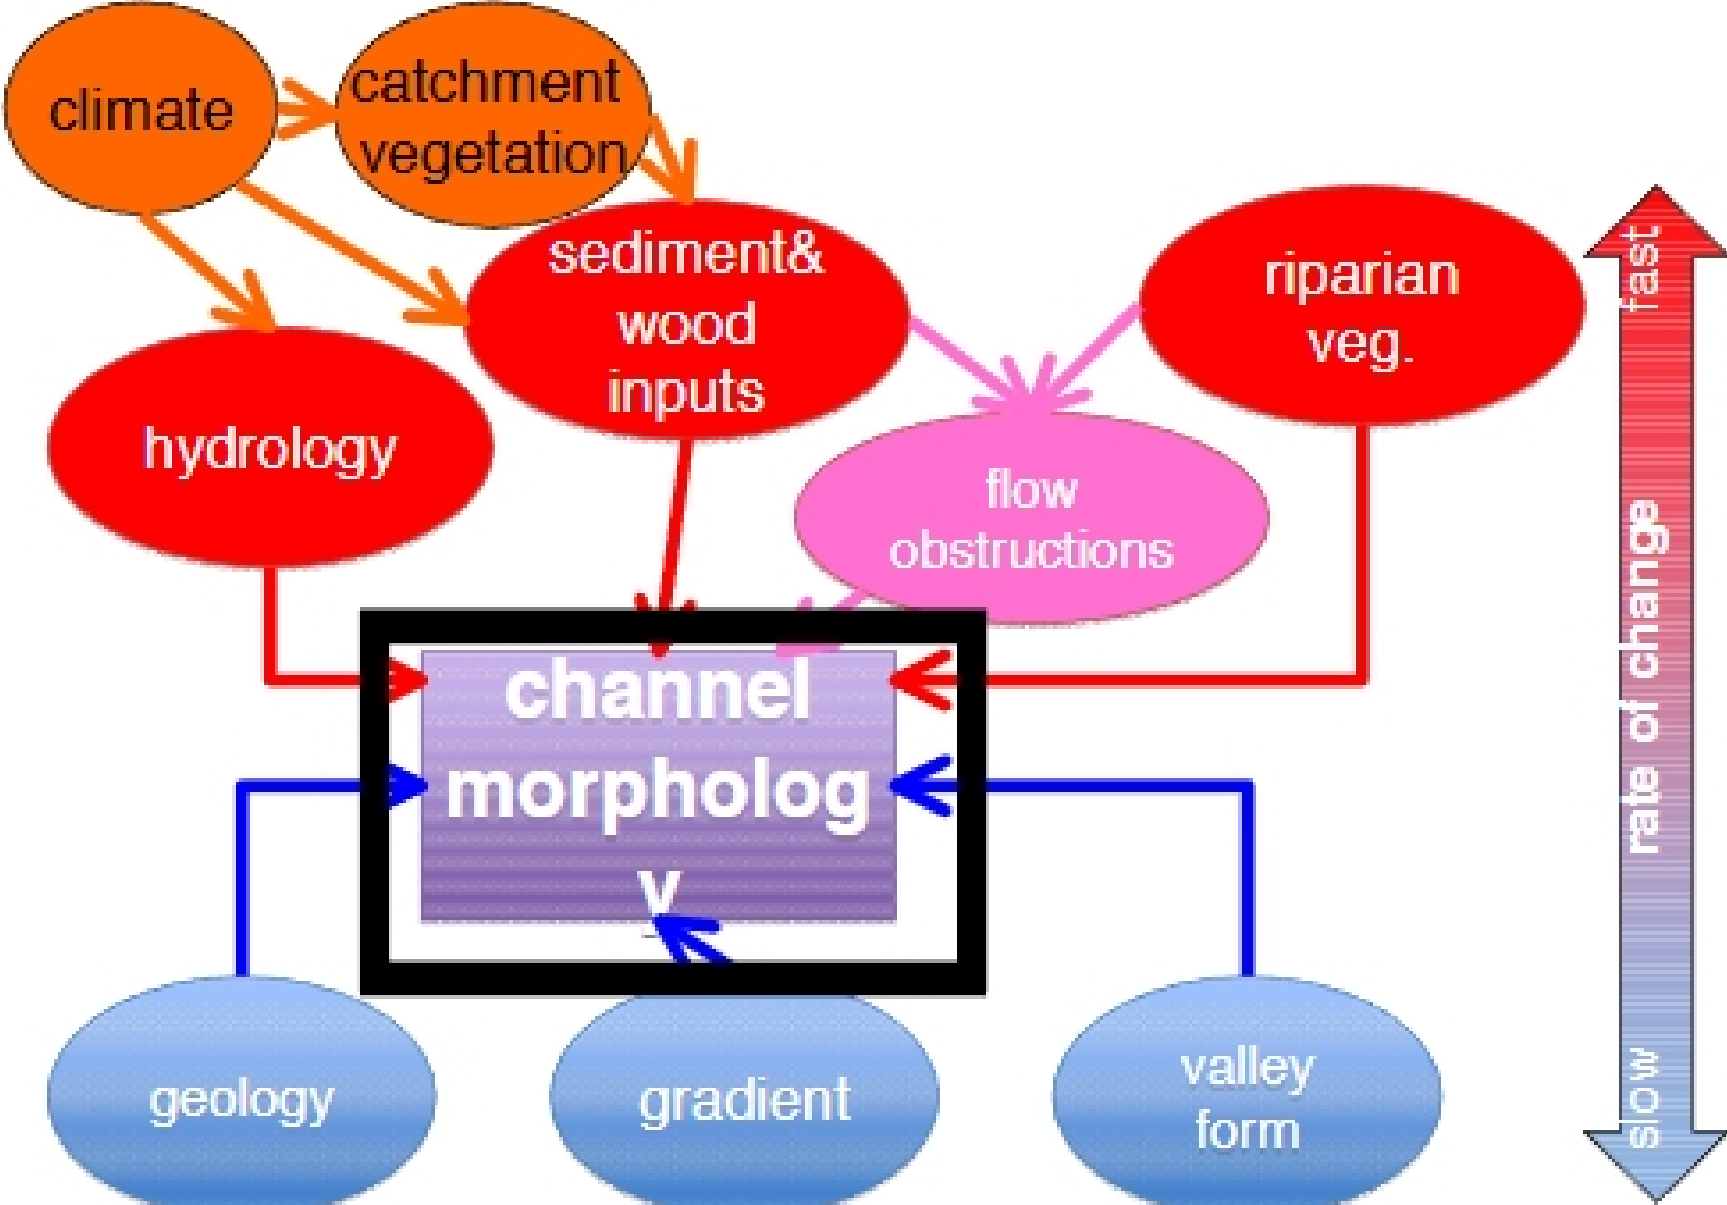 climate
catchment
vegetation
sediment&
wood
inputs
riparian
veg.
hydrology
flow
obstructions
channel
morpholog
y
geology
gradient
valley
form
fast
rate of change
slow